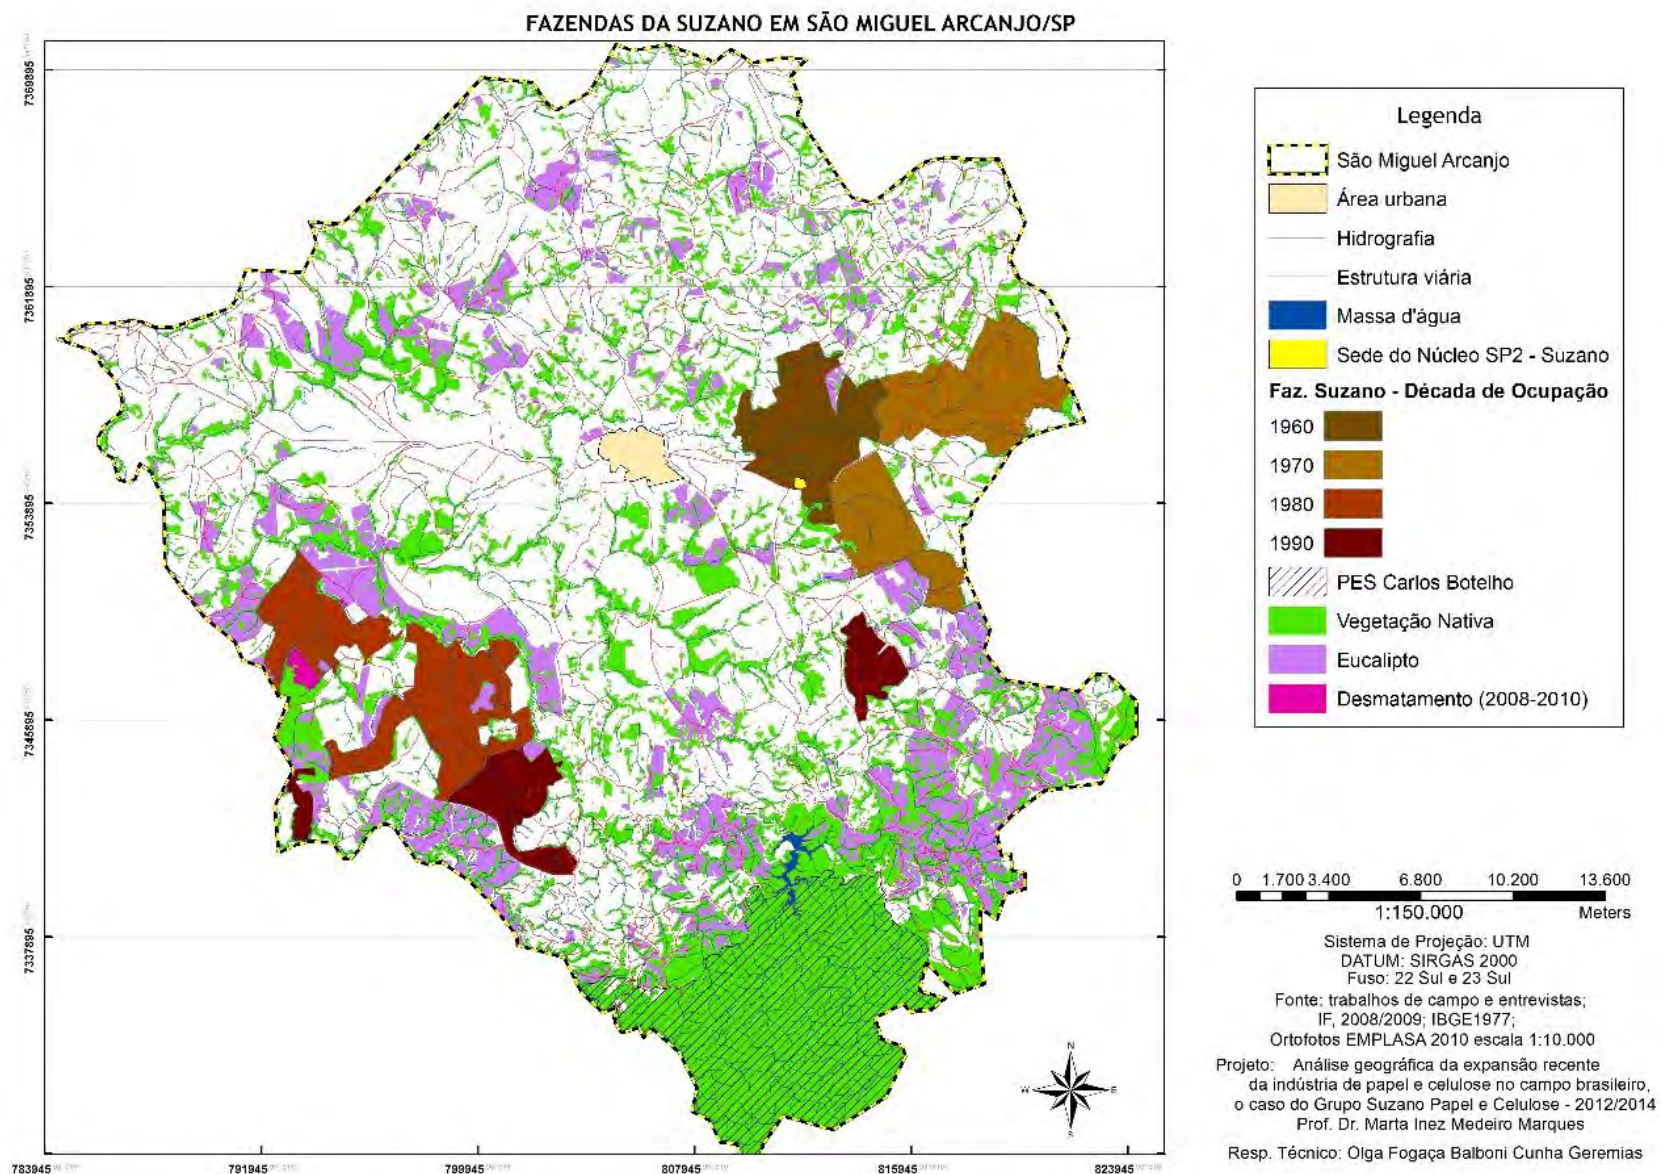 FAZENDAS DA SUZANO EM SÃO MIGUEL ARCANJO/SP
7369895
7361895
7353895
7345895
7337895
783945
791945
799945
807945
815945
823945
N
W
E
S
Legenda
São Miguel Arcanjo
Área urbana
Hidrografia
Estrutura viária
Massa d'água
Sede do Núcleo SP2 - Suzano
Faz. Suzano - Década de Ocupação
1960
1970
1980
1990
PES Carlos Botelho
Vegetação Nativa
Eucalipto
Desmatamento (2008-2010)
0 1.700 3.400 6.800 10.200 13.600
1:150.000 Meters
Sistema de Projeção: UTM
DATUM: SIRGAS 2000
Fuso: 22 Sul e 23 Sul
Fonte: trabalhos de campo e entrevistas;
IF, 2008/2009; IBGE1977;
Ortofotos EMPLASA 2010 escala 1:10.000
Projeto: Análise geográfica da expansão recente
da indústria de papel e celulose no campo brasileiro,
o caso do Grupo Suzano Papel e Celulose - 2012/2014
Prof. Dr. Marta Inez Medeiro Marques
Resp. Técnico: Olga Fogaça Balboni Cunha Geremias